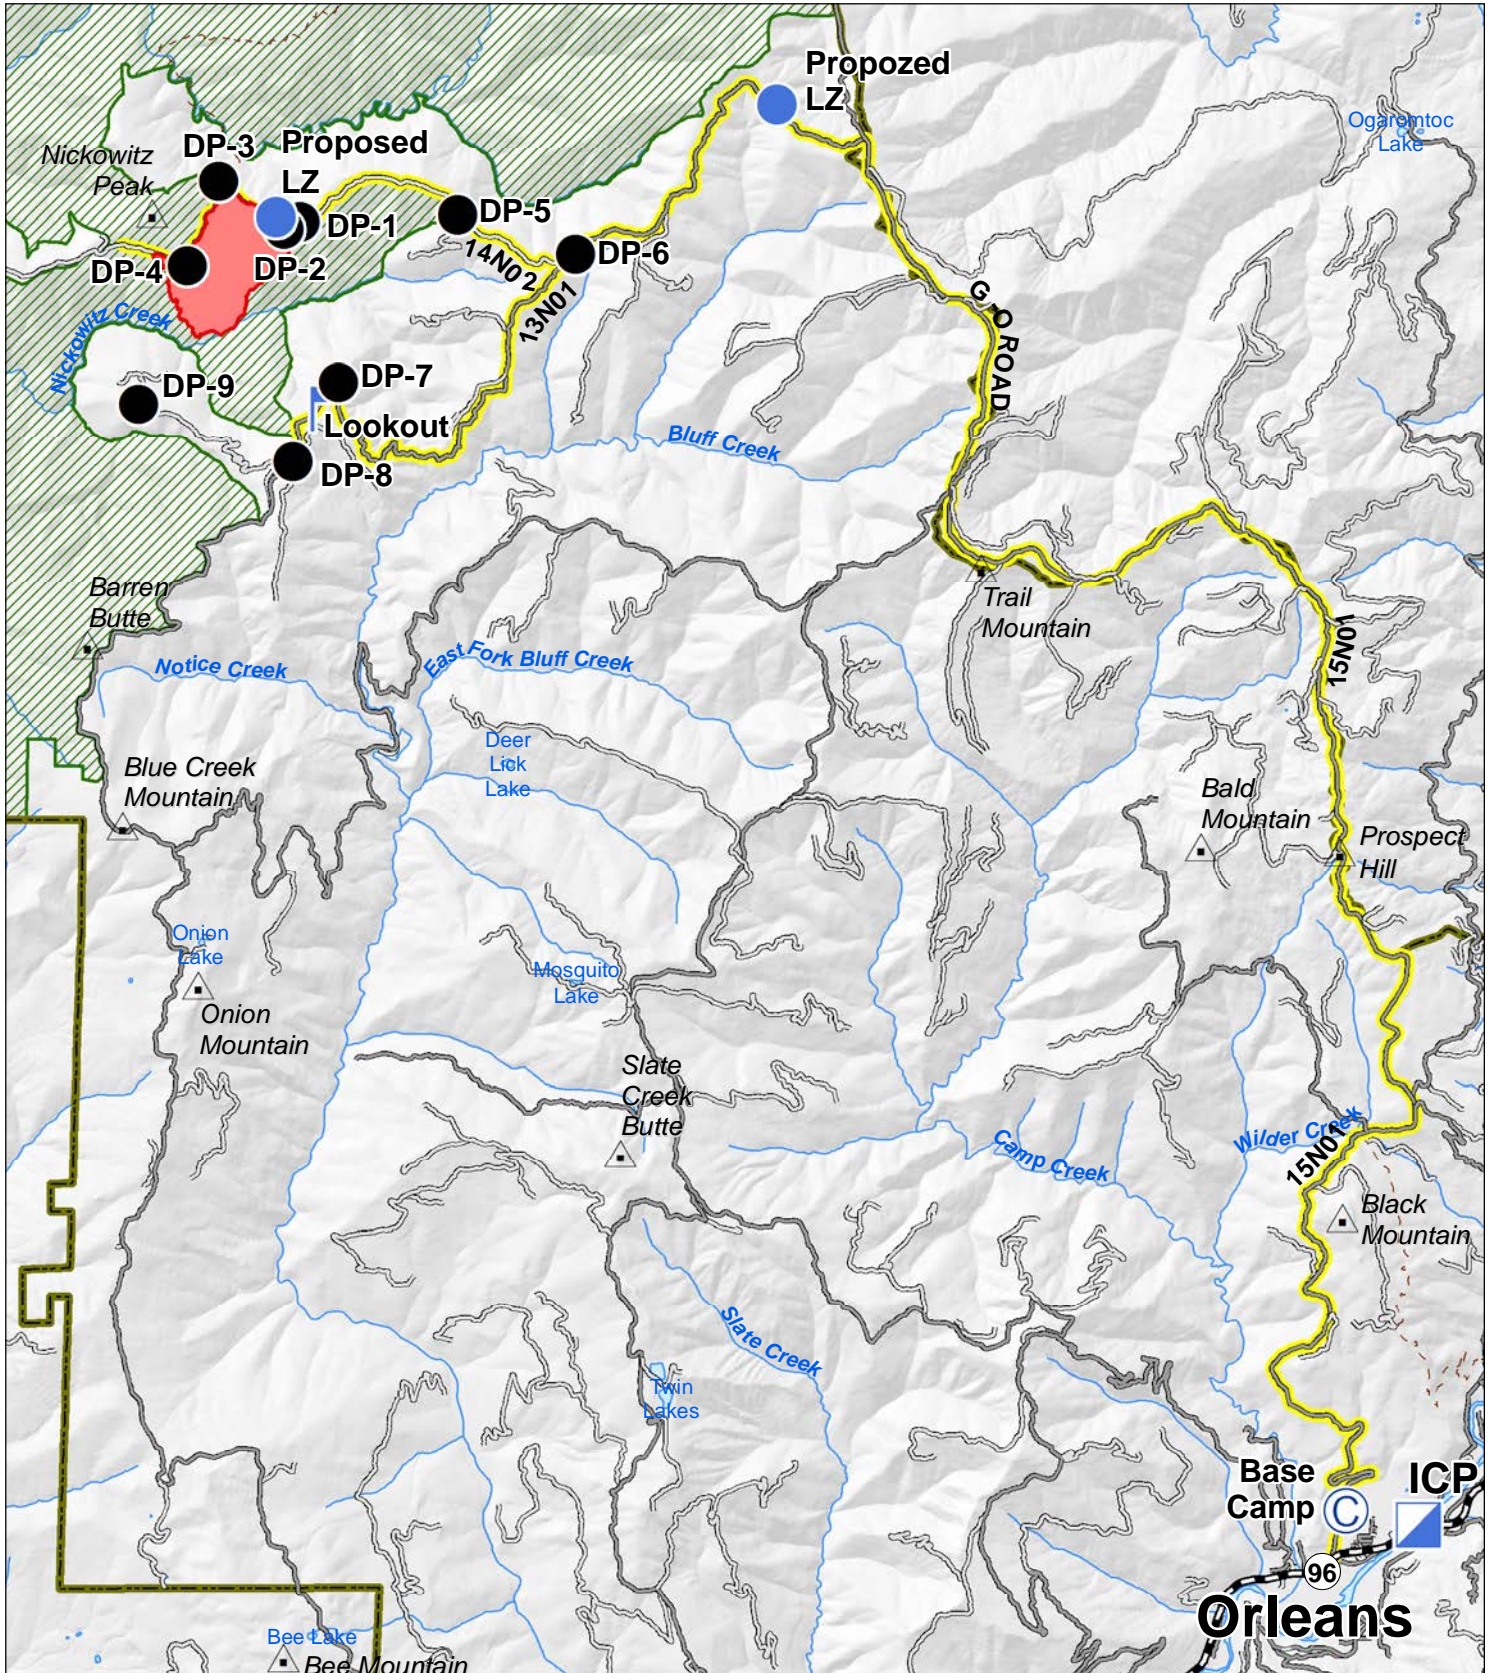 Propozed
LZ
Ogaromtoc
Lake
DP-3
Proposed
LZ
Nickowitz
Peak
DP-1
DP-5
DP-2
DP-4
14N02
DP-6
13N01
G-O ROAD
Nickowitz Creek
DP-7
DP-9
Lookout
DP-8
Bluff Creek
Barren
Butte
Trail
Mountain
15N01
Notice Creek
East Fork Bluff Creek
Deer
Lick
Lake
Blue Creek
Mountain
Bald
Mountain
Prospect
Hill
Onion
Lake
Mosquito
Lake
Onion
Mountain
Slate
Creek
Butte
Camp Creek
Wilder Creek
15N01
Black
Mountain
Slate Creek
Twin
Lakes
Base
Camp
C
ICP
96
Orleans
Bee Lake
Bee Mountain